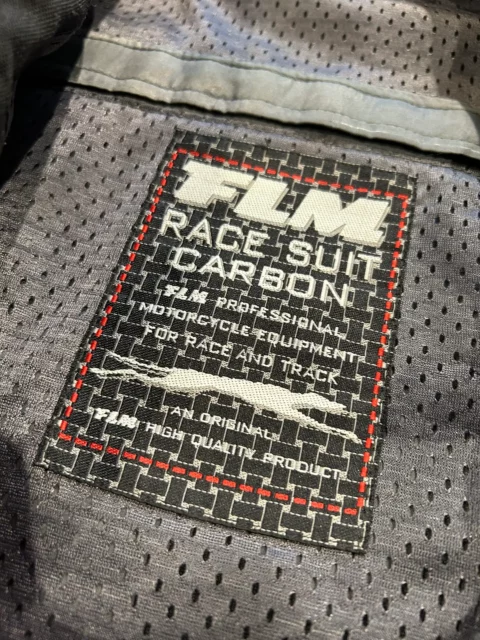 FLM
RACE SUIT
CARBON
FLM PROFESSIONAL
MOTORCYCLE EQUIPMENT
FOR RACE AND TRACK
AN ORIGINAL
FLM HIGH QUALITY PRODUCT